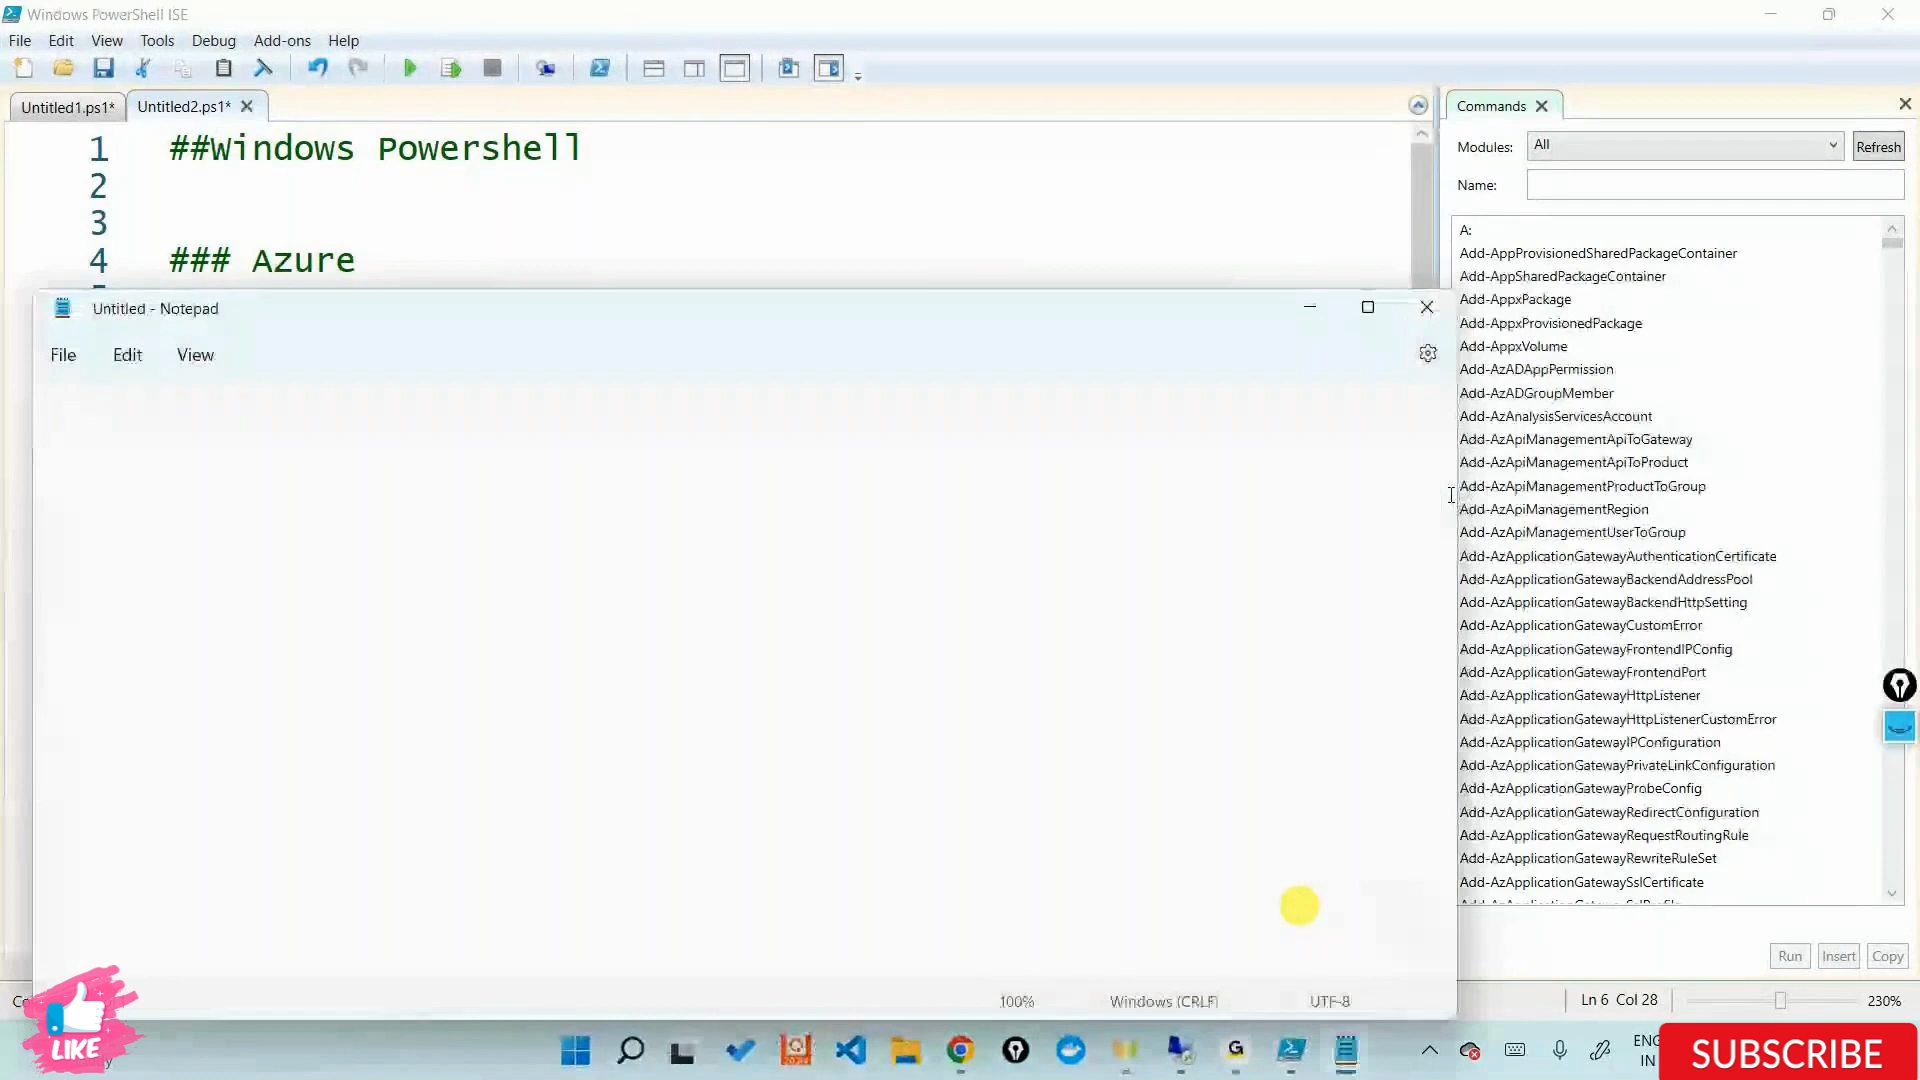 Windows PowerShell ISE
File Edit View Tools Debug Add-ons Help
Untitled1.ps1* Untitled2.ps1*
1 ##Windows Powershell
2
3
4 ### Azure
Commands
Modules: All Refresh
Name:
A:
Add-AppProvisionedSharedPackageContainer
Add-AppSharedPackageContainer
Add-AppxPackage
Add-AppxProvisionedPackage
Add-AppxVolume
Add-AzADAppPermission
Add-AzADGroupMember
Add-AzAnalysisServicesAccount
Add-AzApiManagementApiToGateway
Add-AzApiManagementApiToProduct
Add-AzApiManagementProductToGroup
Add-AzApiManagementRegion
Add-AzApiManagementUserToGroup
Add-AzApplicationGatewayAuthenticationCertificate
Add-AzApplicationGatewayBackendAddressPool
Add-AzApplicationGatewayBackendHttpSetting
Add-AzApplicationGatewayCustomError
Add-AzApplicationGatewayFrontendIPConfig
Add-AzApplicationGatewayFrontendPort
Add-AzApplicationGatewayHttpListener
Add-AzApplicationGatewayHttpListenerCustomError
Add-AzApplicationGatewayIPConfiguration
Add-AzApplicationGatewayPrivateLinkConfiguration
Add-AzApplicationGatewayProbeConfig
Add-AzApplicationGatewayRedirectConfiguration
Add-AzApplicationGatewayRequestRoutingRule
Add-AzApplicationGatewayRewriteRuleSet
Add-AzApplicationGatewaySslCertificate
Run Insert Copy
Untitled - Notepad
File Edit View
100% Windows (CRLF) UTF-8
Ln 6 Col 28 230%
LIKE
ENG
IN
SUBSCRIBE